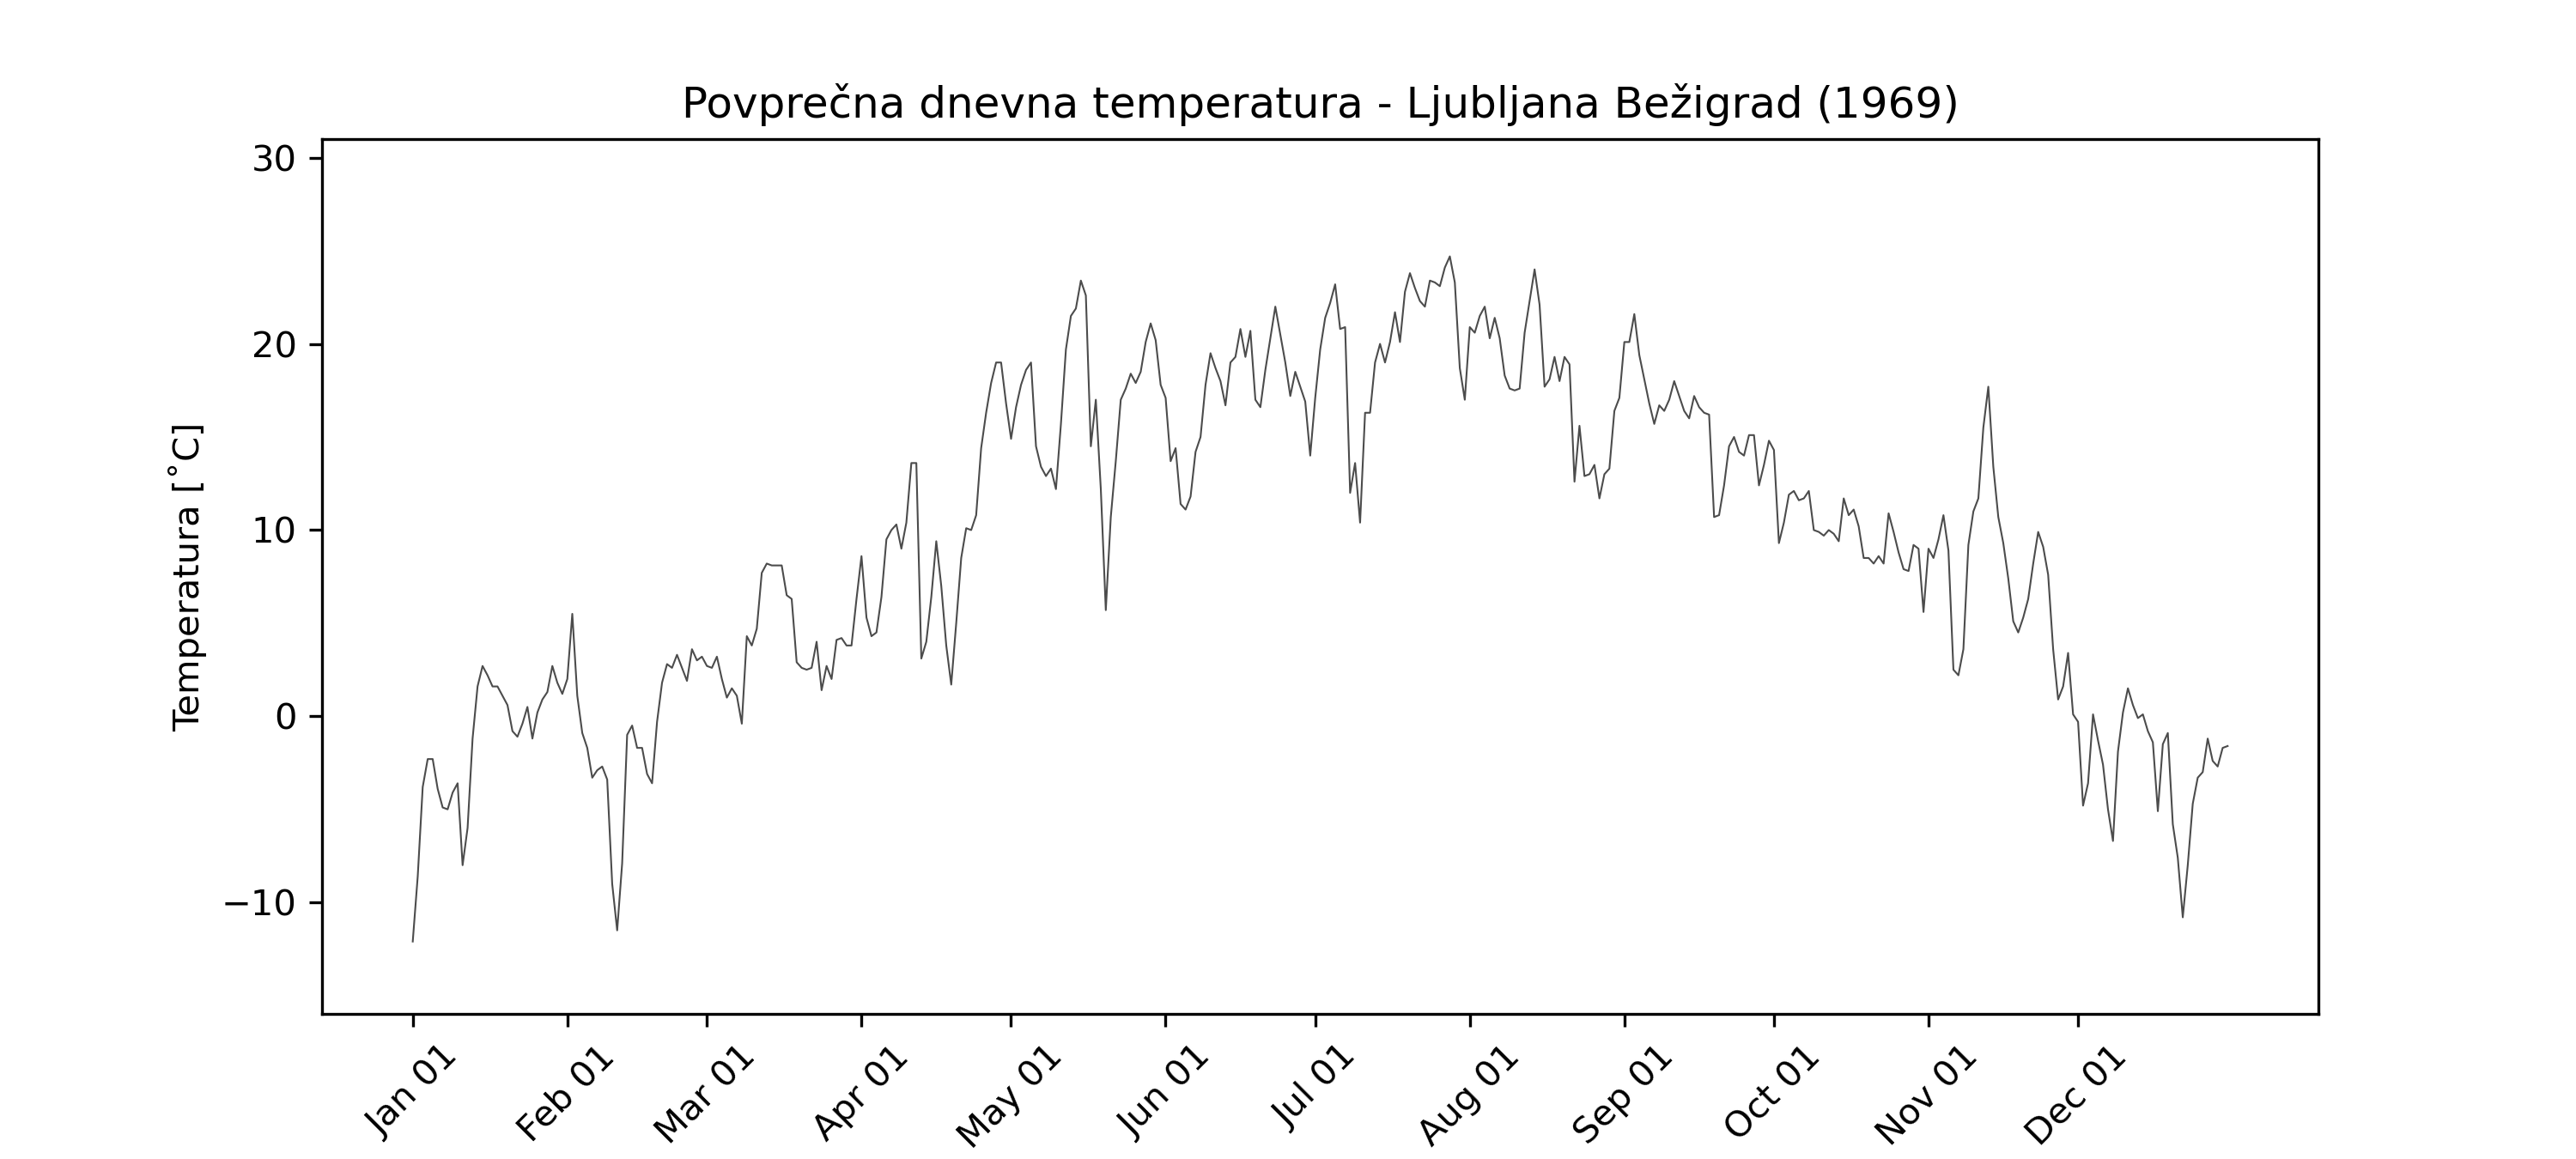 Povprečna dnevna temperatura - Ljubljana Bežigrad (1969)
Temperatura [˚C]
30
20
10
0
−10
Jan 01
Feb 01
Mar 01
Apr 01
May 01
Jun 01
Jul 01
Aug 01
Sep 01
Oct 01
Nov 01
Dec 01